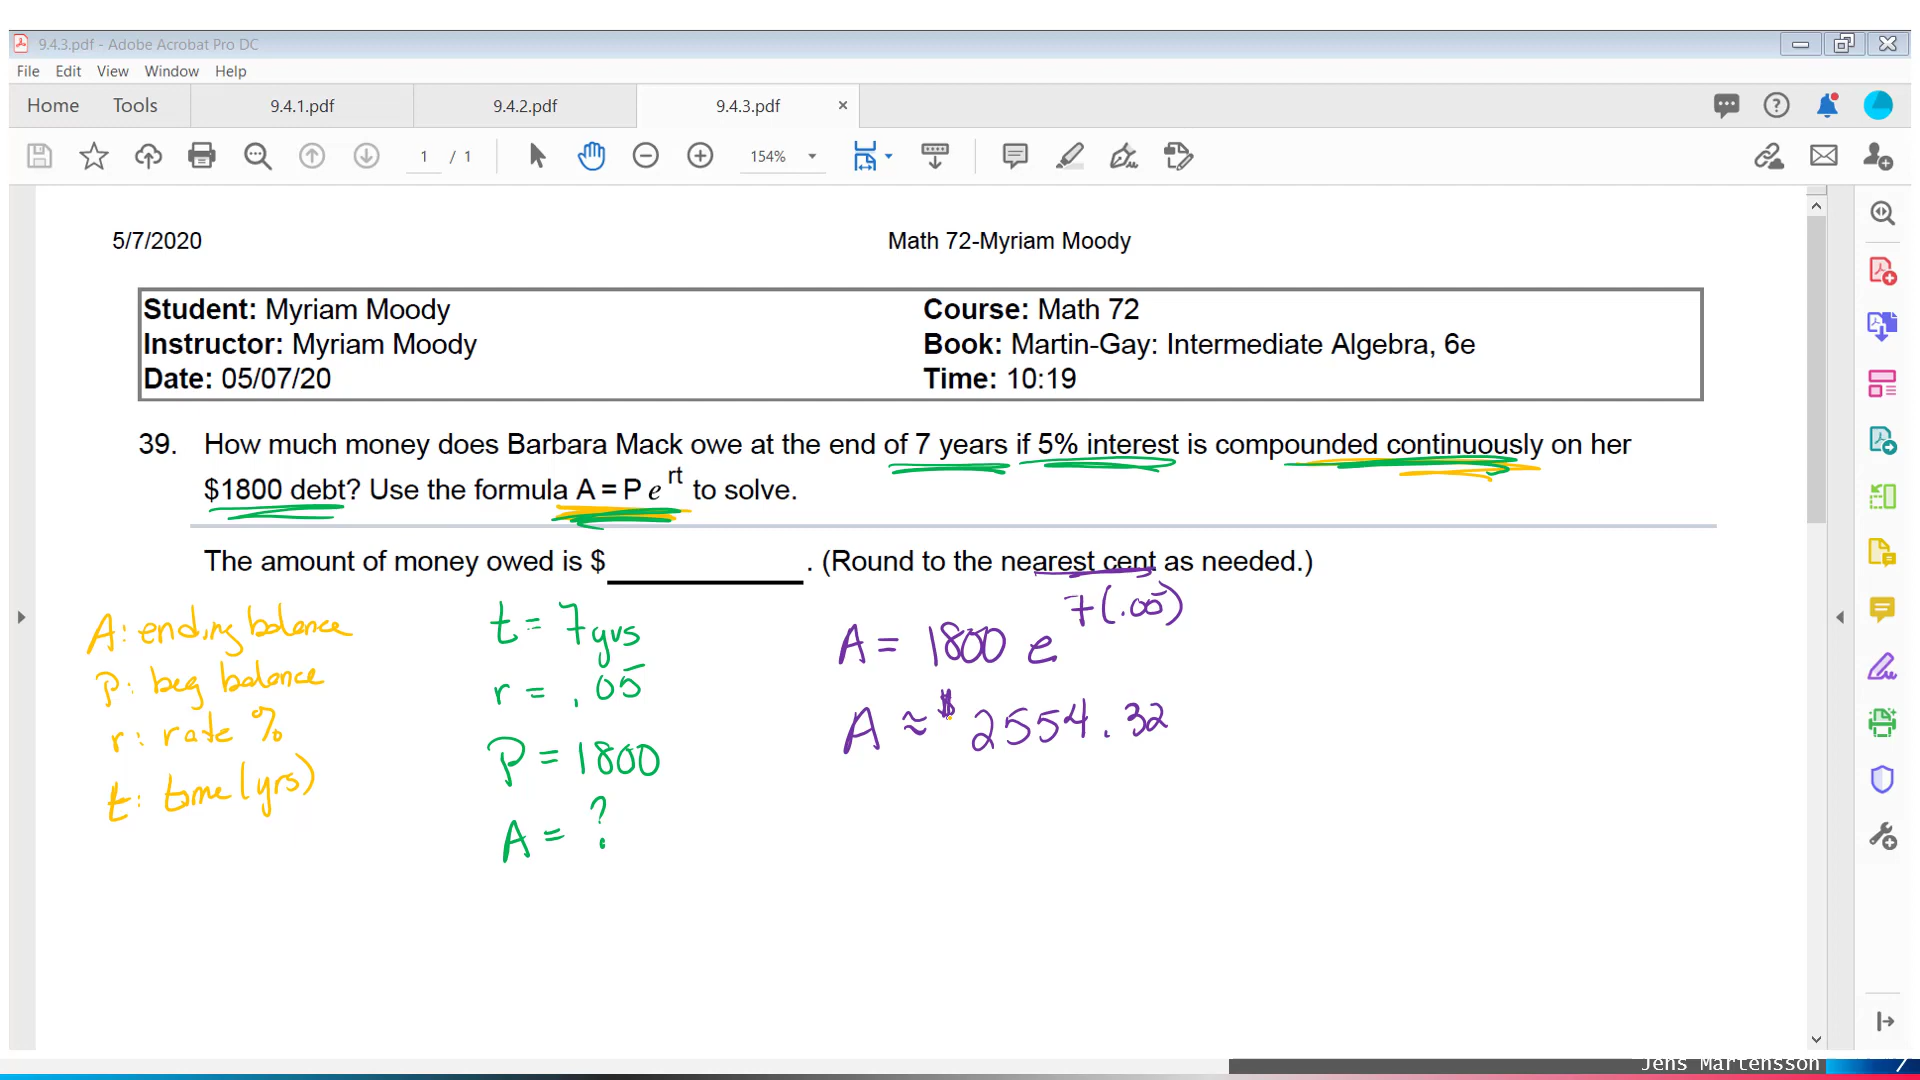 9.4.3.pdf - Adobe Acrobat Pro DC
File Edit View Window Help
Home Tools 9.4.1.pdf 9.4.2.pdf 9.4.3.pdf ×
1 / 1 154%
5/7/2020 Math 72-Myriam Moody
Student: Myriam Moody
Instructor: Myriam Moody
Date: 05/07/20
Course: Math 72
Book: Martin-Gay: Intermediate Algebra, 6e
Time: 10:19
39. How much money does Barbara Mack owe at the end of 7 years if 5% interest is compounded continuously on her
$1800 debt? Use the formula A = P e^rt to solve.
The amount of money owed is $ ________ . (Round to the nearest cent as needed.)
A: ending balance
P: beg balance
r: rate %
t: time (yrs)
t = 7 yrs
r = .05
P = 1800
A = ?
A = 1800 e^7(.05)
A ≈ $2554.32
Jens Martensson 7